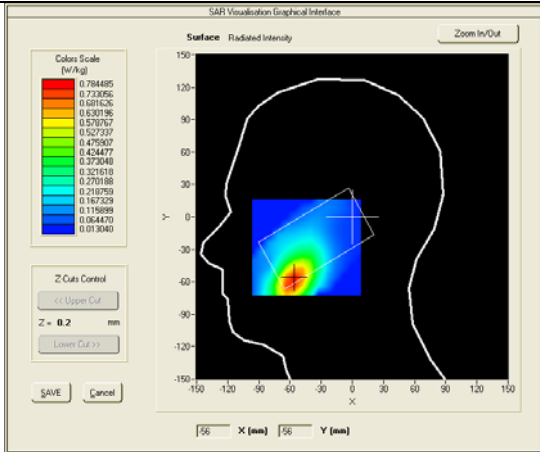 SAR Visualisation Graphical Interface
Surface Radiated Intensity
Zoom In/Out
Colors Scale
(W/kg)
0.784485
0.733056
0.681626
0.630196
0.578767
0.527337
0.475907
0.424477
0.373048
0.321618
0.270188
0.218759
0.167329
0.115899
0.064470
0.013040
Z Cuts Control
<< Upper Cut
Z = 0.2 mm
Lower Cut >>
SAVE Cancel
150
120
90
60
30
0
-30
-60
-90
-120
-150
Y
-150 -120 -90 -60 -30 0 30 60 90 120 150
X
-56 X (mm) -56 Y (mm)